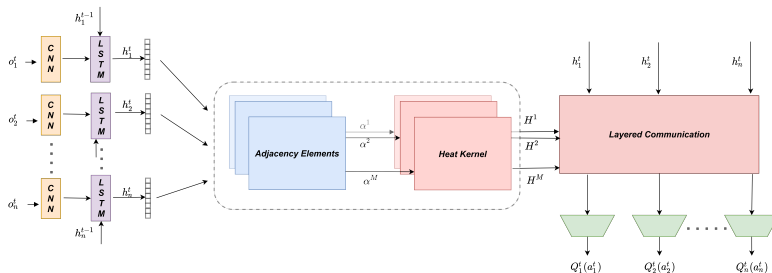 h_1^{t-1}
o_1^t
CNN
LSTM
h_1^t
o_2^t
CNN
LSTM
h_2^t
o_n^t
CNN
LSTM
h_n^t
h_n^{t-1}
Adjacency Elements
α^1
α^2
α^M
Heat Kernel
H^1
H^2
H^M
h_1^t
h_2^t
h_n^t
Layered Communication
Q_1^t(a_1^t)
Q_2^t(a_2^t)
Q_n^t(a_n^t)